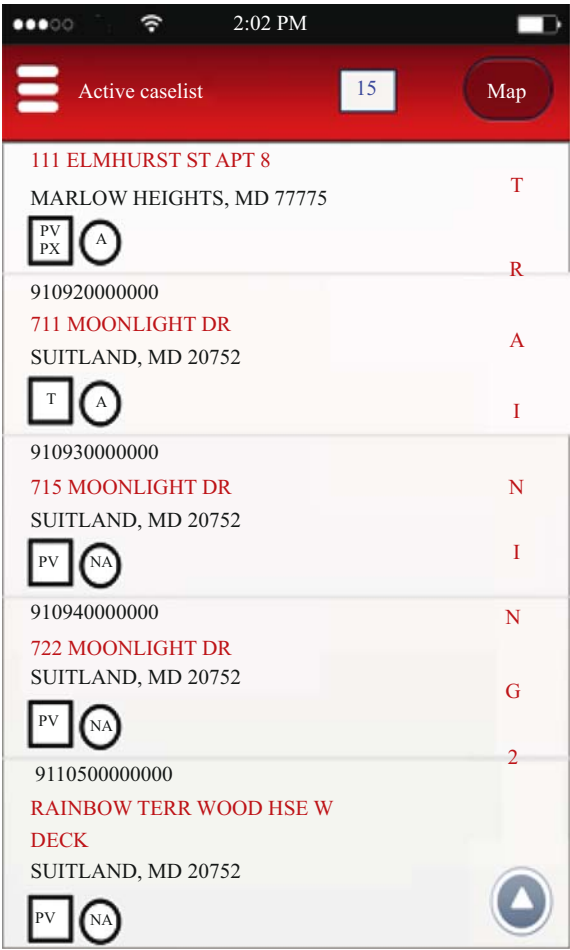 2:02 PM
Active caselist
15
Map
111 ELMHURST ST APT 8
MARLOW HEIGHTS, MD 77775
PV
PX
A
910920000000
711 MOONLIGHT DR
SUITLAND, MD 20752
T
A
910930000000
715 MOONLIGHT DR
SUITLAND, MD 20752
PV
NA
910940000000
722 MOONLIGHT DR
SUITLAND, MD 20752
PV
NA
9110500000000
RAINBOW TERR WOOD HSE W
DECK
SUITLAND, MD 20752
PV
NA
T
R
A
I
N
I
N
G
2